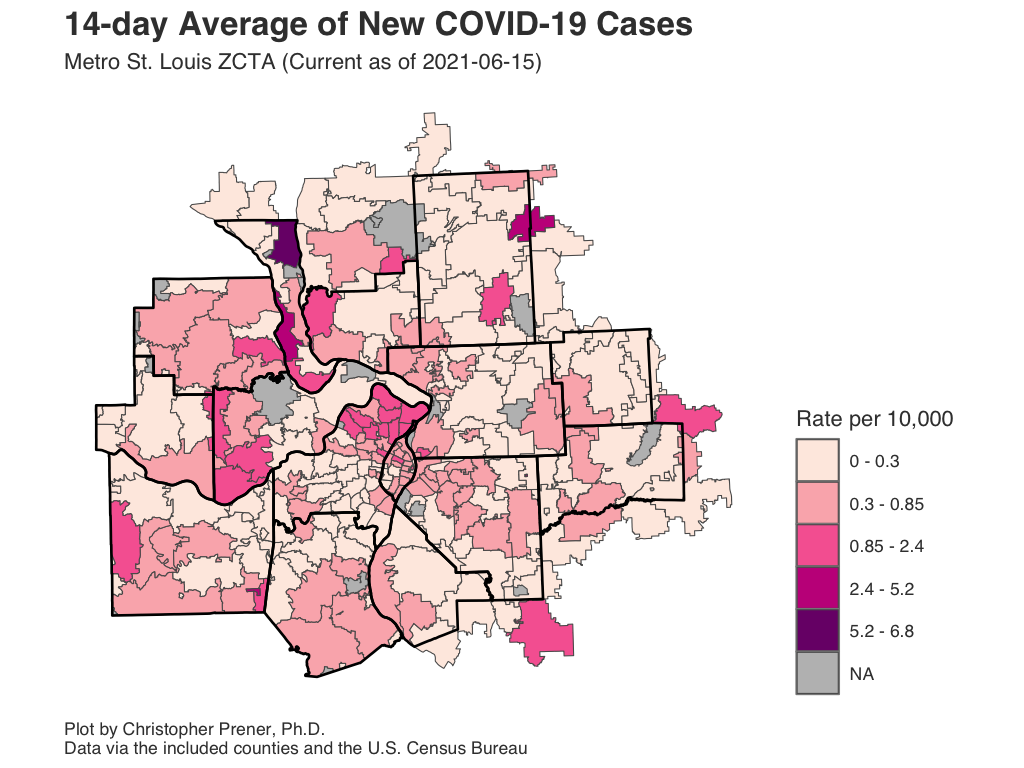 14-day Average of New COVID-19 Cases
Metro St. Louis ZCTA (Current as of 2021-06-15)
Rate per 10,000
0 - 0.3
0.3 - 0.85
0.85 - 2.4
2.4 - 5.2
5.2 - 6.8
NA
Plot by Christopher Prener, Ph.D.
Data via the included counties and the U.S. Census Bureau